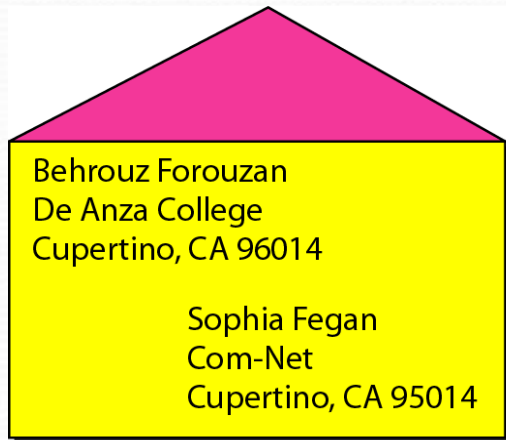 Behrouz Forouzan
De Anza College
Cupertino, CA 96014
Sophia Fegan
Com-Net
Cupertino, CA 95014